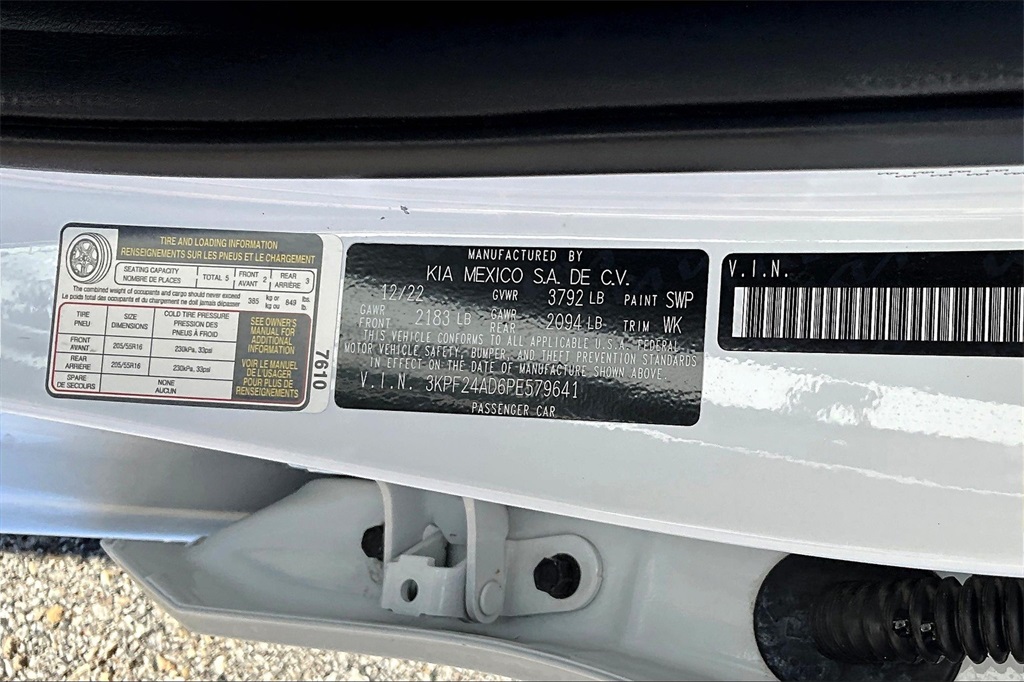 TIRE AND LOADING INFORMATION
RENSEIGNEMENTS SUR LES PNEUS ET LE CHARGEMENT
SEATING CAPACITY
NOMBRE DE PLACES
TOTAL 5
FRONT
AVANT
2
REAR
ARRIÈRE
3
The combined weight of occupants and cargo should never exceed
Le poids total des occupants et du chargement ne doit jamais dépasser
385 kg or
kg ou
849 lbs.
lb.
TIRE
PNEU
SIZE
DIMENSIONS
COLD TIRE PRESSURE
PRESSION DES
PNEUS À FROID
FRONT
AVANT
205/55R16
230kPa, 33psi
REAR
ARRIÈRE
205/55R16
230kPa, 33psi
SPARE
DE SECOURS
NONE
AUCUN
SEE OWNER'S
MANUAL FOR
ADDITIONAL
INFORMATION
VOIR LE MANUEL
DE L'USAGER
POUR PLUS DE
RENSEIGNEMENTS
7610
MANUFACTURED BY
KIA MEXICO S.A. DE C.V.
12/22 GVWR 3792 LB PAINT SWP
GAWR
FRONT
2183 LB
GAWR
REAR
2094 LB TRIM WK
THIS VEHICLE CONFORMS TO ALL APPLICABLE U.S.A. FEDERAL
MOTOR VEHICLE SAFETY, BUMPER, AND THEFT PREVENTION STANDARDS
IN EFFECT ON THE DATE OF MANUFACTURE SHOWN ABOVE.
V.I.N. 3KPF24AD6PE579641
PASSENGER CAR
V.I.N.